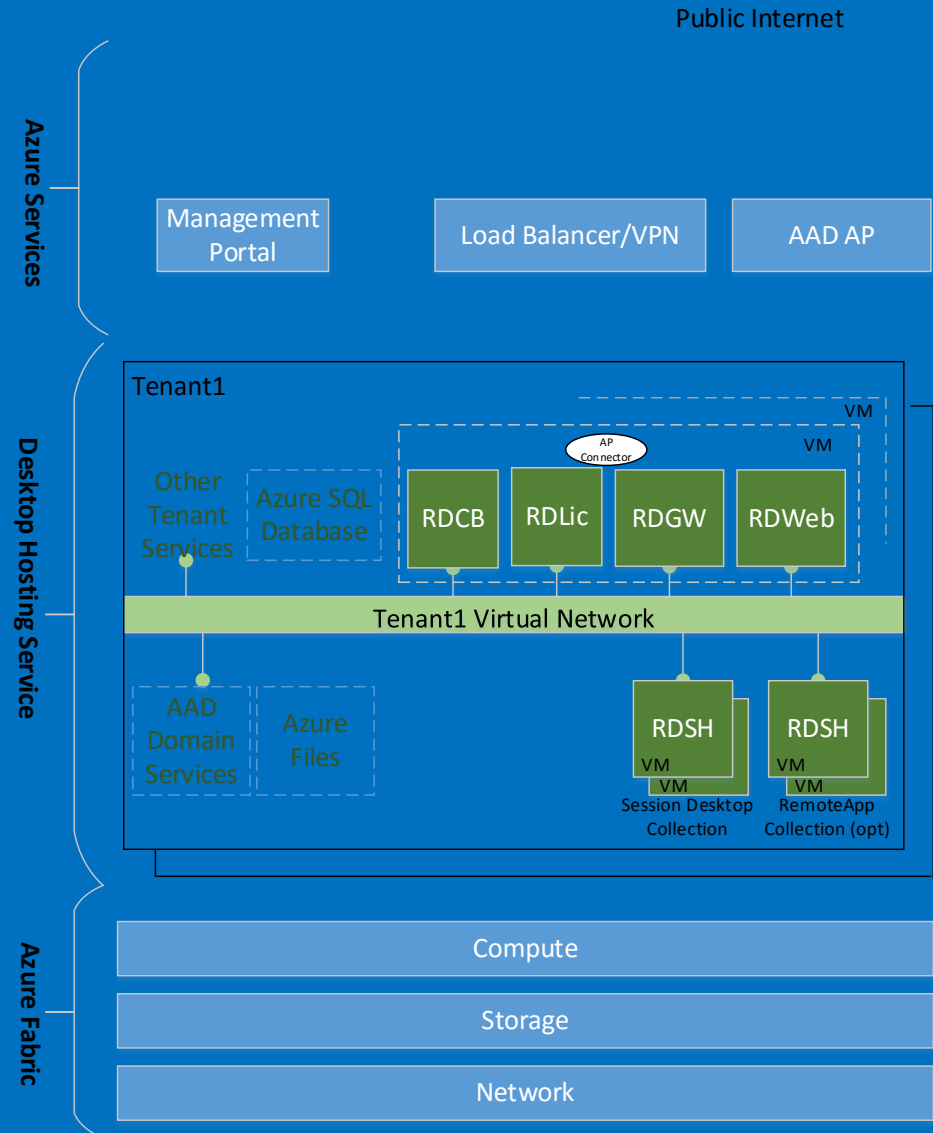 Public Internet
Azure Services
Management
Portal
Load Balancer/VPN
AAD AP
Desktop Hosting Service
Tenant1
VM
VM
AP
Connector
Other
Tenant
Services
Azure SQL
Database
RDCB
RDLic
RDGW
RDWeb
Tenant1 Virtual Network
AAD
Domain
Services
Azure
Files
RDSH
VM
VM
Session Desktop
Collection
RDSH
VM
VM
RemoteApp
Collection (opt)
Azure Fabric
Compute
Storage
Network